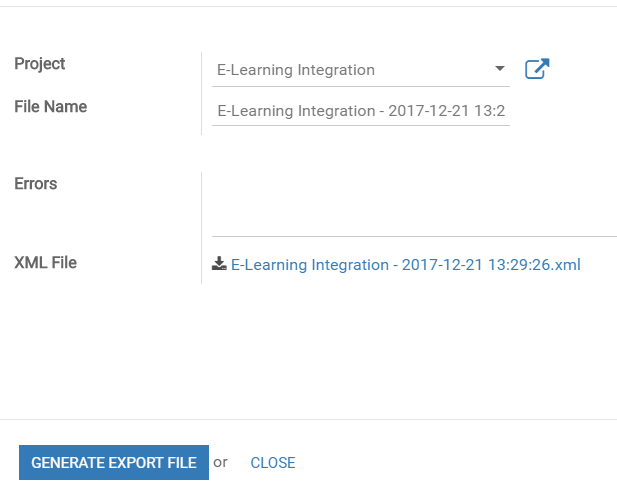 Project
E-Learning Integration
File Name
E-Learning Integration - 2017-12-21 13:2
Errors
XML File
E-Learning Integration - 2017-12-21 13:29:26.xml
GENERATE EXPORT FILE or CLOSE